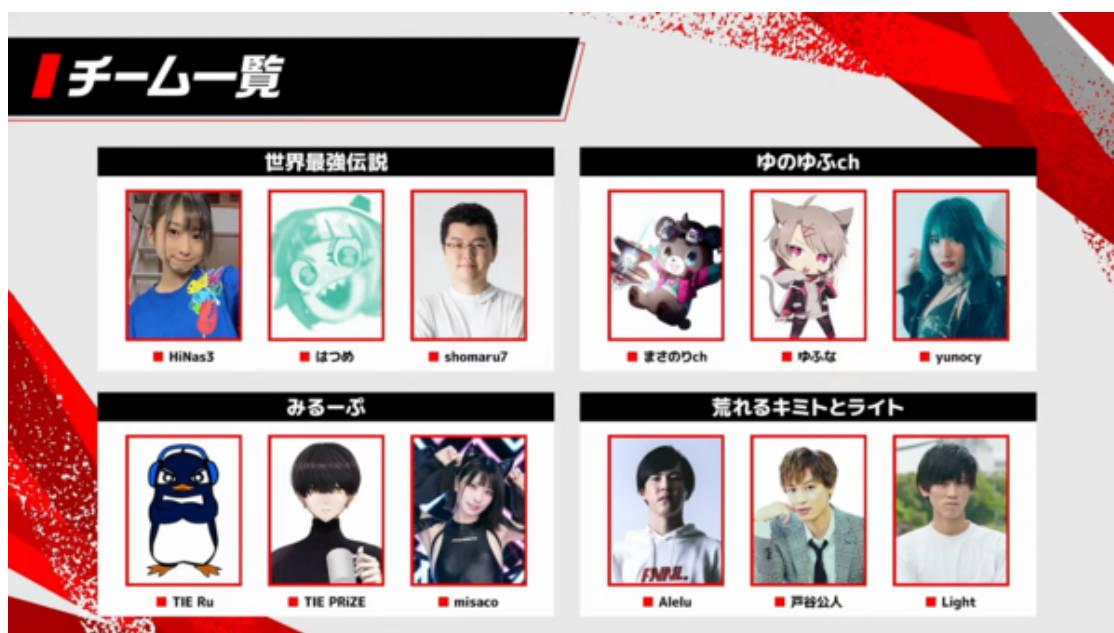 チーム一覧
世界最強伝説
HiNas3
はつめ
shomaru7
ゆのゆふch
まさのりch
ゆふな
yunocy
みるーぷ
TIE Ru
TIE PRiZE
misaco
荒れるキミトとライト
FNNL.
Alelu
戸谷公人
Light